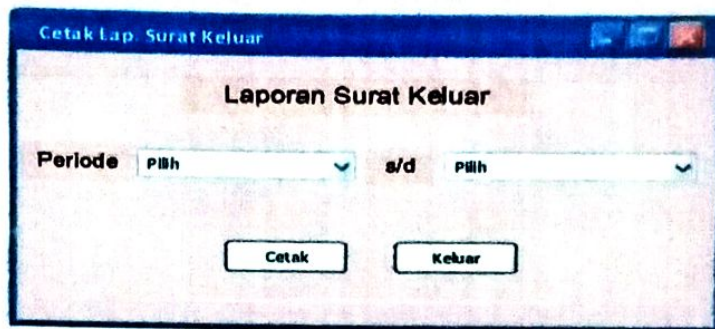 Cetak Lap. Surat Keluar
Laporan Surat Keluar
Periode Pilih s/d Pilih
Cetak Keluar